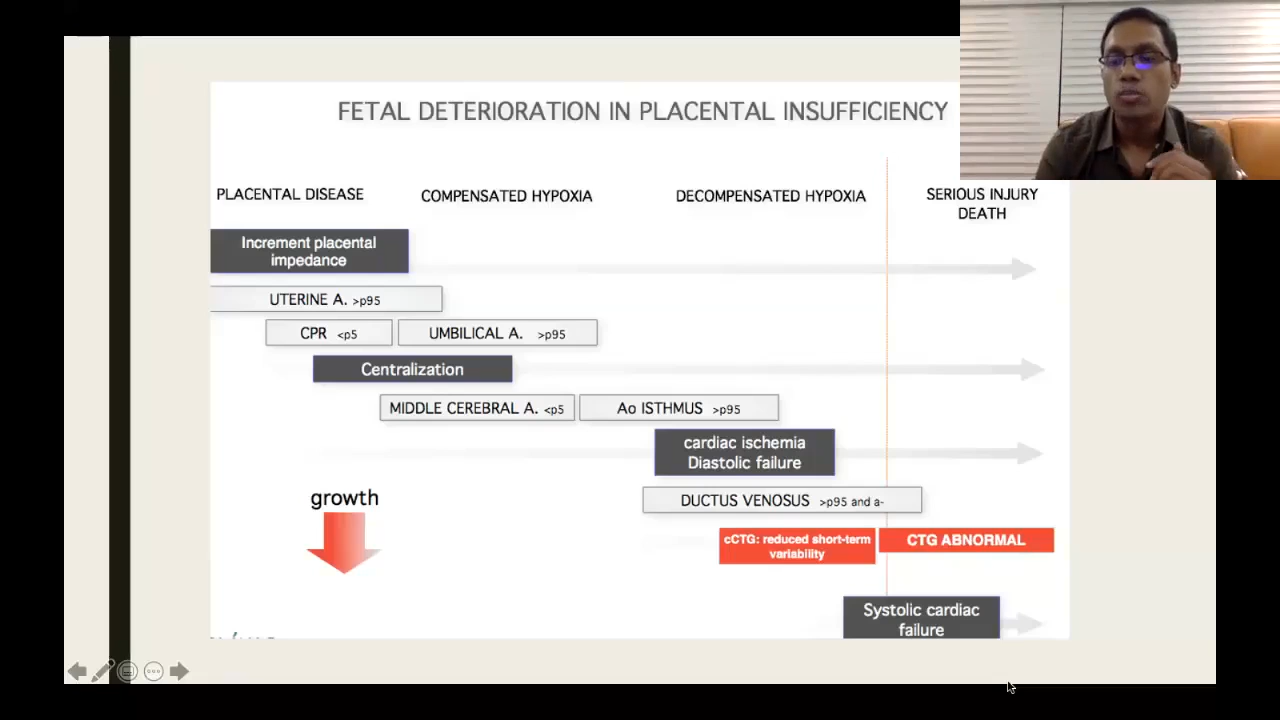 FETAL DETERIORATION IN PLACENTAL INSUFFICIENCY
PLACENTAL DISEASE
COMPENSATED HYPOXIA
DECOMPENSATED HYPOXIA
SERIOUS INJURY
DEATH
Increment placental
impedance
UTERINE A. >p95
CPR <p5
UMBILICAL A. >p95
Centralization
MIDDLE CEREBRAL A. <p5
Ao ISTHMUS >p95
cardiac ischemia
Diastolic failure
growth
DUCTUS VENOSUS >p95 and a-
cCTG: reduced short-term
variability
CTG ABNORMAL
Systolic cardiac
failure